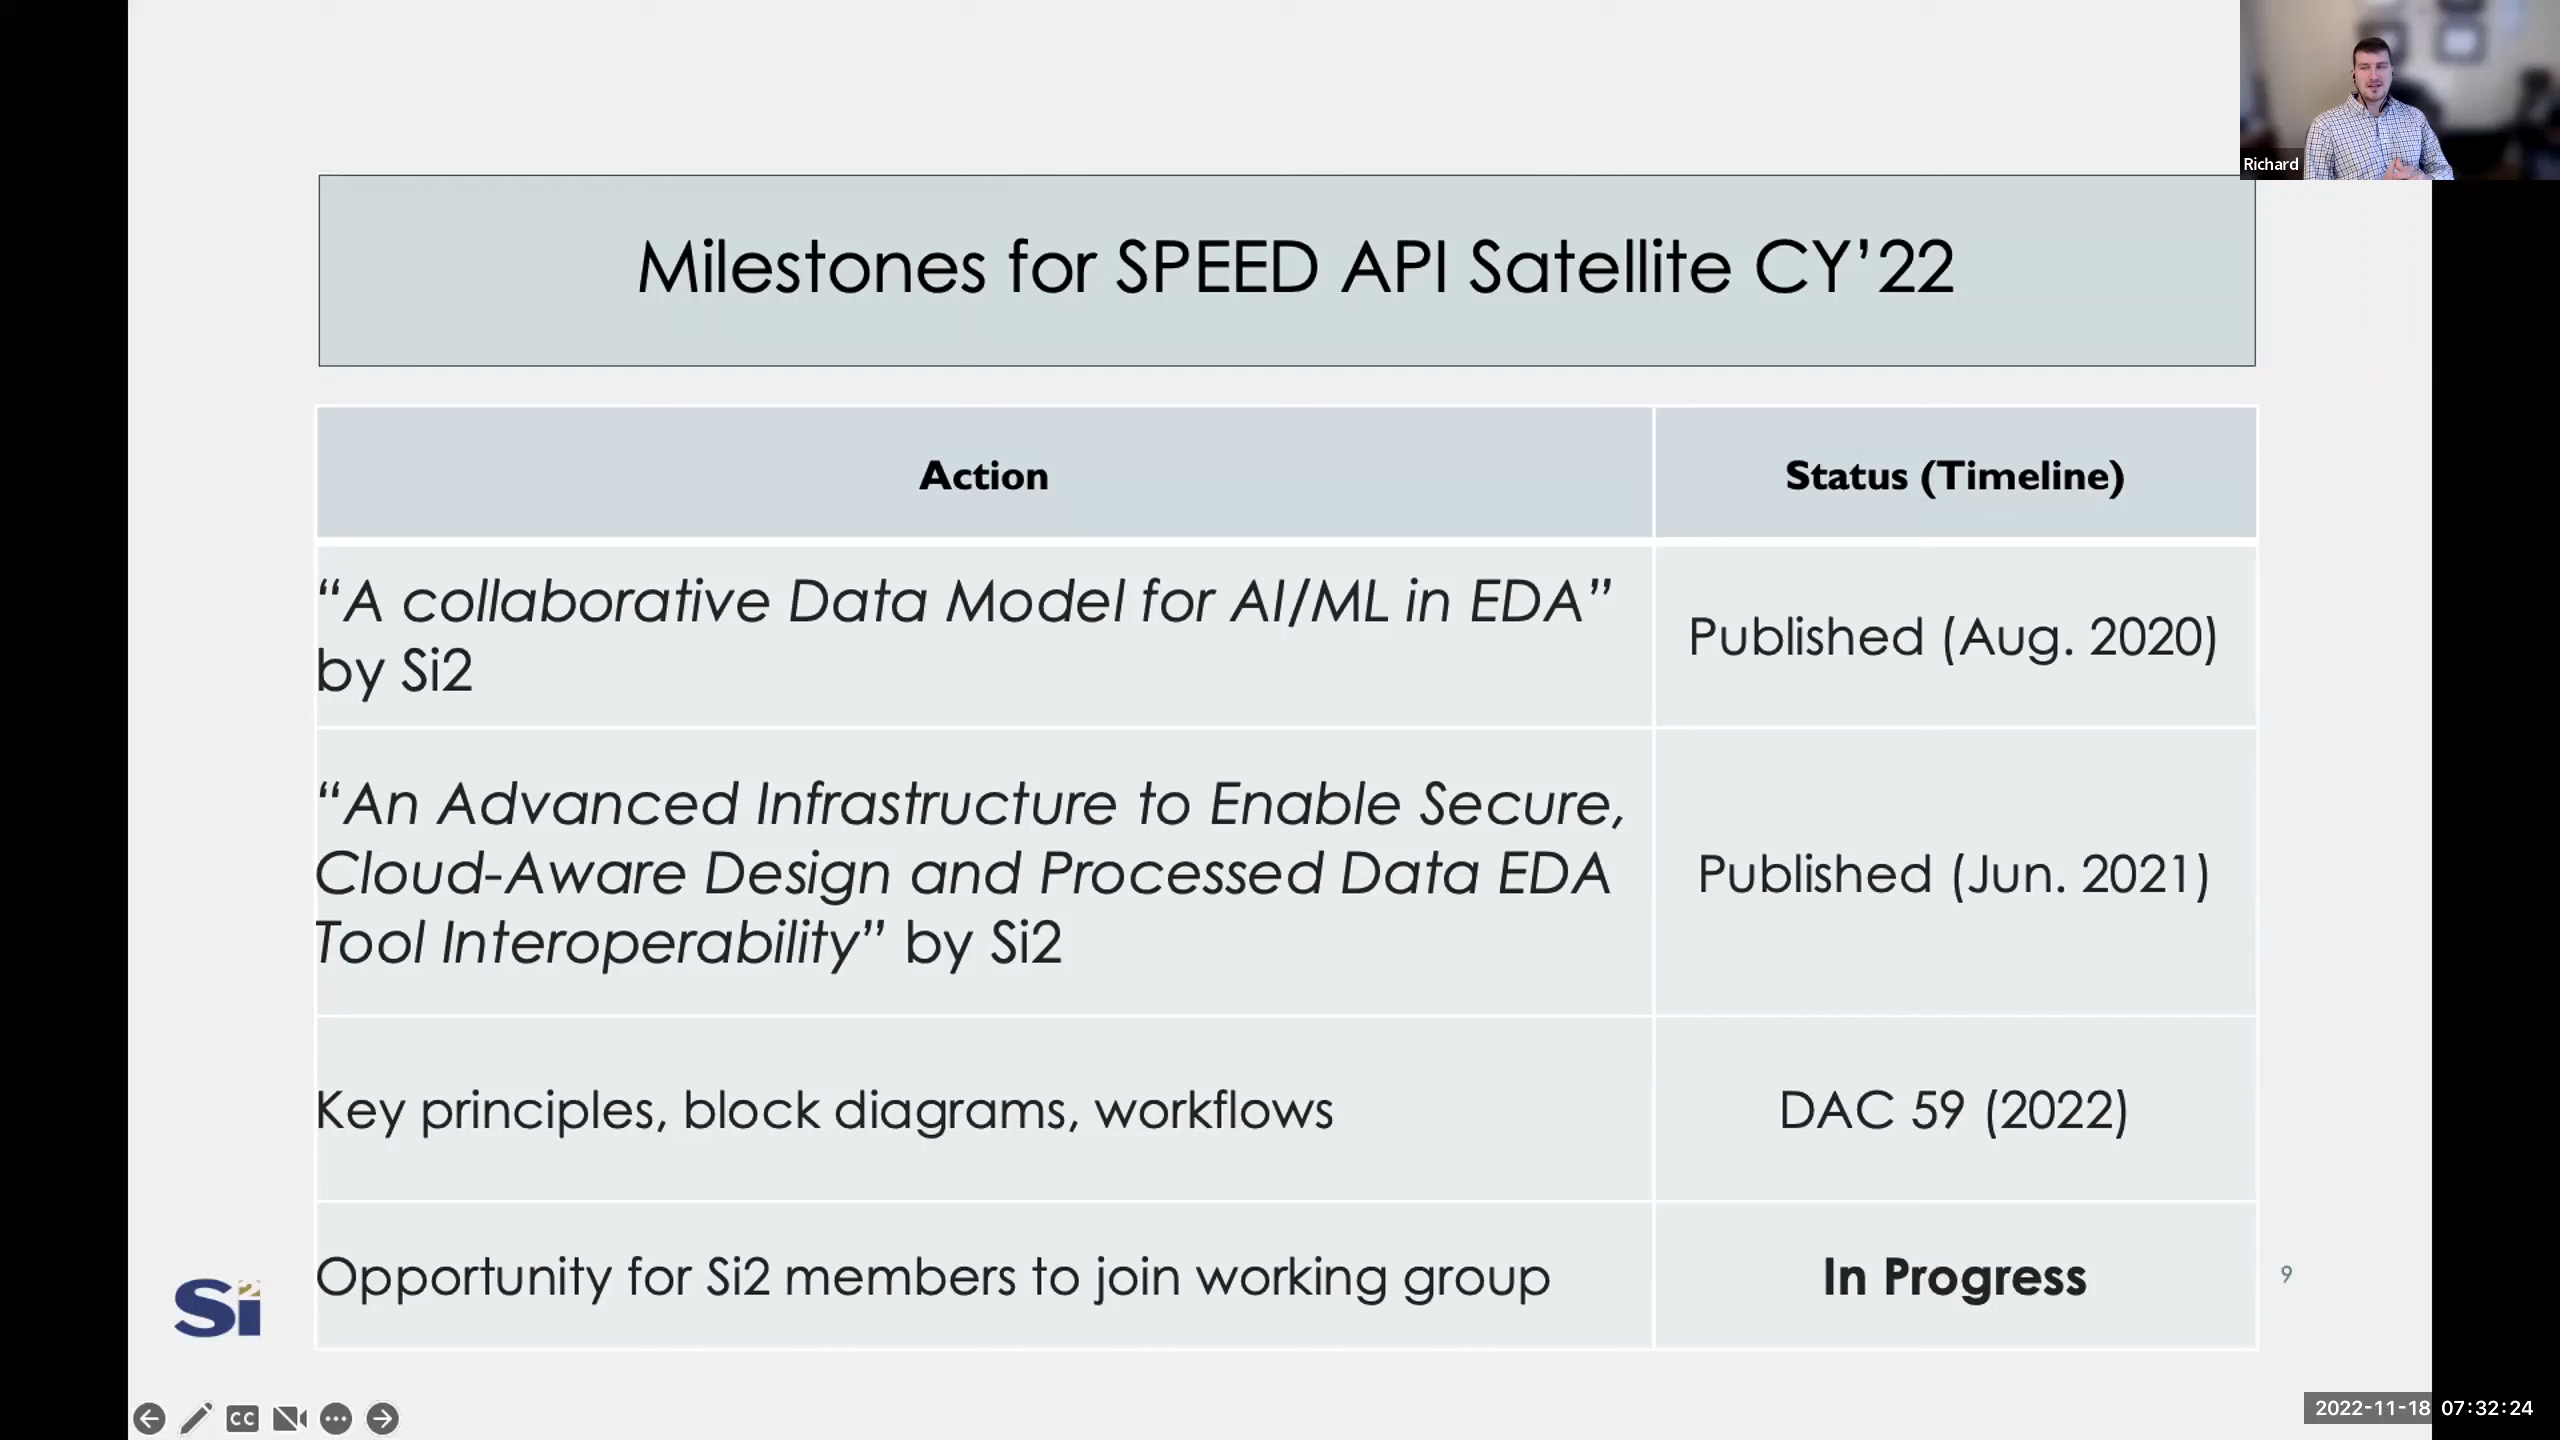 Richard
Milestones for SPEED API Satellite CY’22
Action
Status (Timeline)
“A collaborative Data Model for AI/ML in EDA”
by Si2
Published (Aug. 2020)
“An Advanced Infrastructure to Enable Secure,
Cloud-Aware Design and Processed Data EDA
Tool Interoperability” by Si2
Published (Jun. 2021)
Key principles, block diagrams, workflows
DAC 59 (2022)
Opportunity for Si2 members to join working group
In Progress
Si2
9
CC
2022-11-18 07:32:24